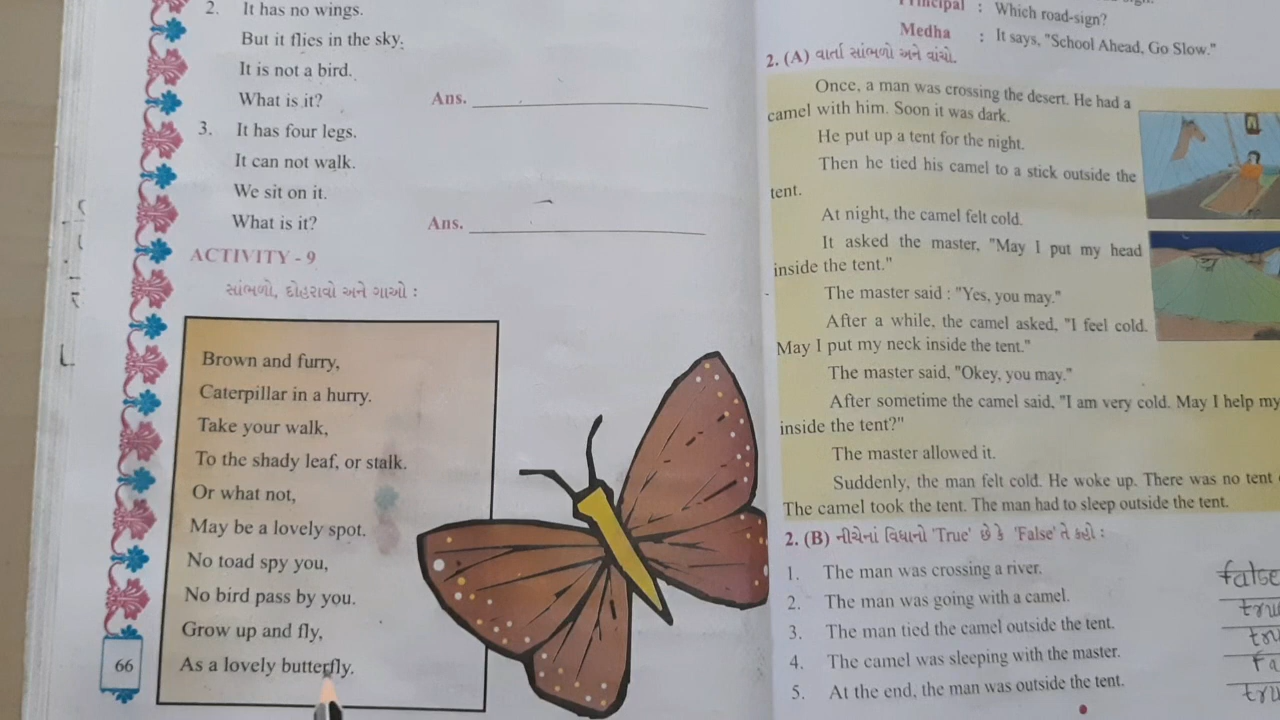 2. It has no wings.
But it flies in the sky.
It is not a bird.
What is it? Ans.
3. It has four legs.
It can not walk.
We sit on it.
What is it? Ans.
ACTIVITY - 9
સાંભળો, દોહરાવો અને ગાઓ :
Brown and furry,
Caterpillar in a hurry.
Take your walk,
To the shady leaf, or stalk.
Or what not,
May be a lovely spot.
No toad spy you,
No bird pass by you.
Grow up and fly,
As a lovely butterfly.
66
Principal : Which road-sign?
Medha : It says, "School Ahead, Go Slow."
2. (A) વાર્તા સાંભળો અને વાંચો.
Once, a man was crossing the desert. He had a
camel with him. Soon it was dark.
He put up a tent for the night.
Then he tied his camel to a stick outside the
tent.
At night, the camel felt cold.
It asked the master, "May I put my head
inside the tent."
The master said : "Yes, you may."
After a while, the camel asked, "I feel cold.
May I put my neck inside the tent."
The master said, "Okey, you may."
After sometime the camel said, "I am very cold. May I help my
inside the tent?"
The master allowed it.
Suddenly, the man felt cold. He woke up. There was no tent
The camel took the tent. The man had to sleep outside the tent.
2. (B) નીચેનાં વિધાનો 'True' છે કે 'False' તે કહો :
1. The man was crossing a river. false
2. The man was going with a camel. tru
3. The man tied the camel outside the tent. tru
4. The camel was sleeping with the master. Fa
5. At the end, the man was outside the tent. tru